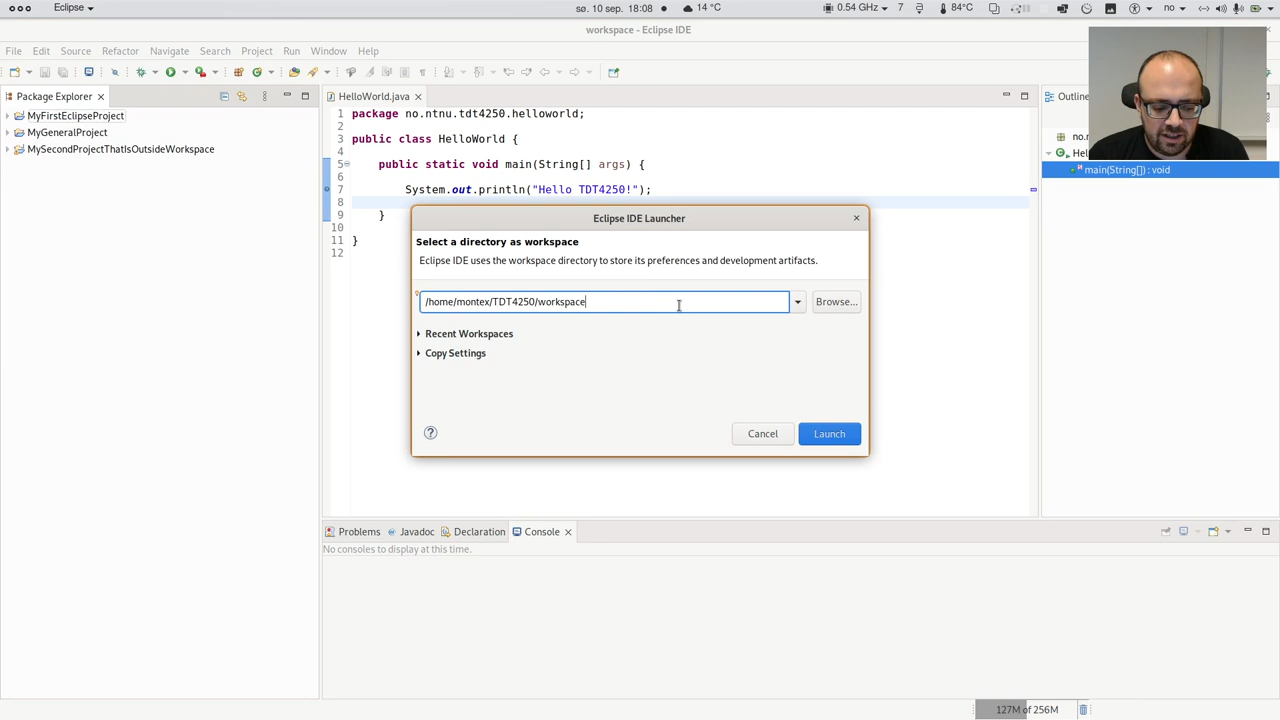 Eclipse
sø. 10 sep. 18:08
14 °C
0.54 GHz
7
84°C
no
workspace - Eclipse IDE
File Edit Source Refactor Navigate Search Project Run Window Help
Package Explorer
MyFirstEclipseProject
MyGeneralProject
MySecondProjectThatIsOutsideWorkspace
HelloWorld.java
1 package no.ntnu.tdt4250.helloworld;
2
3 public class HelloWorld {
4
5 public static void main(String[] args) {
6
7 System.out.println("Hello TDT4250!");
8
9 }
10
11 }
12
Outline
no.n
Hel
main(String[]) : void
Eclipse IDE Launcher
Select a directory as workspace
Eclipse IDE uses the workspace directory to store its preferences and development artifacts.
/home/montex/TDT4250/workspace
Browse...
Recent Workspaces
Copy Settings
Cancel
Launch
Problems Javadoc Declaration Console
No consoles to display at this time.
127M of 256M